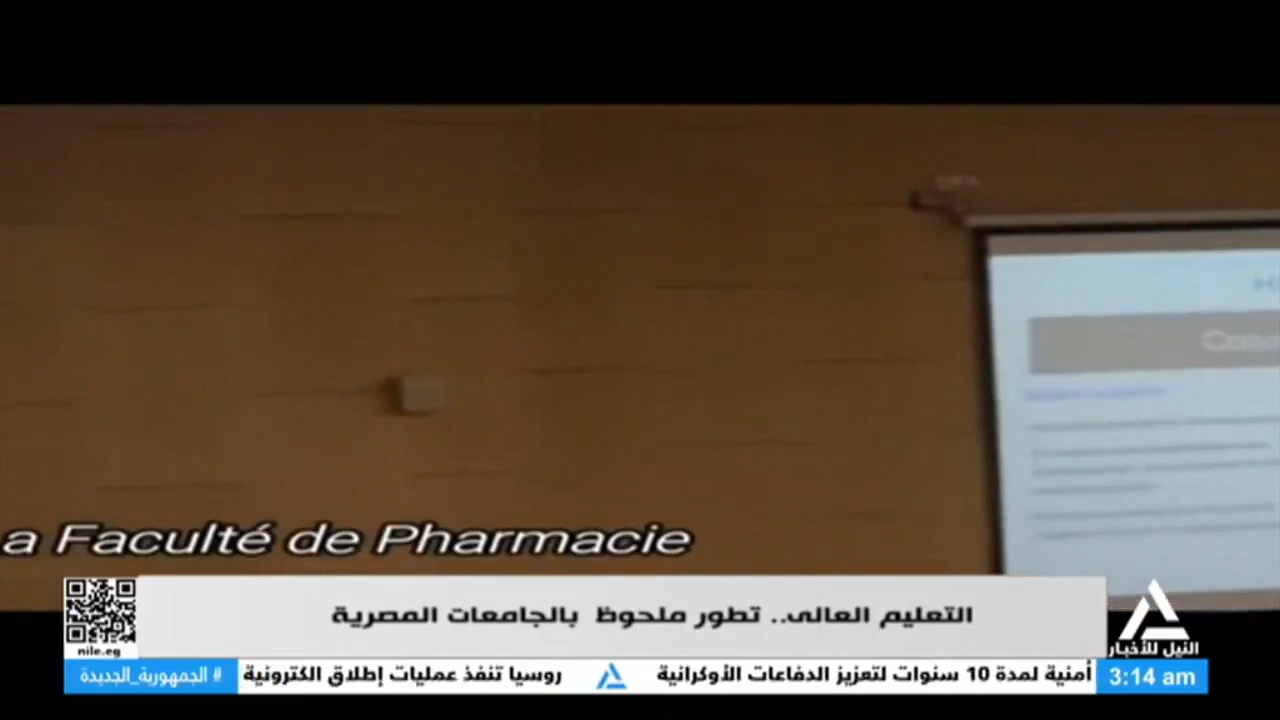 a Faculté de Pharmacie
التعليم العالى.. تطور ملحوظ بالجامعات المصرية
nile.eg
النيل للأخبار
# الجمهورية_الجديدة
أمنية لمدة 10 سنوات لتعزيز الدفاعات الأوكرانية
روسيا تنفذ عمليات إطلاق الكترونية
3:14 am